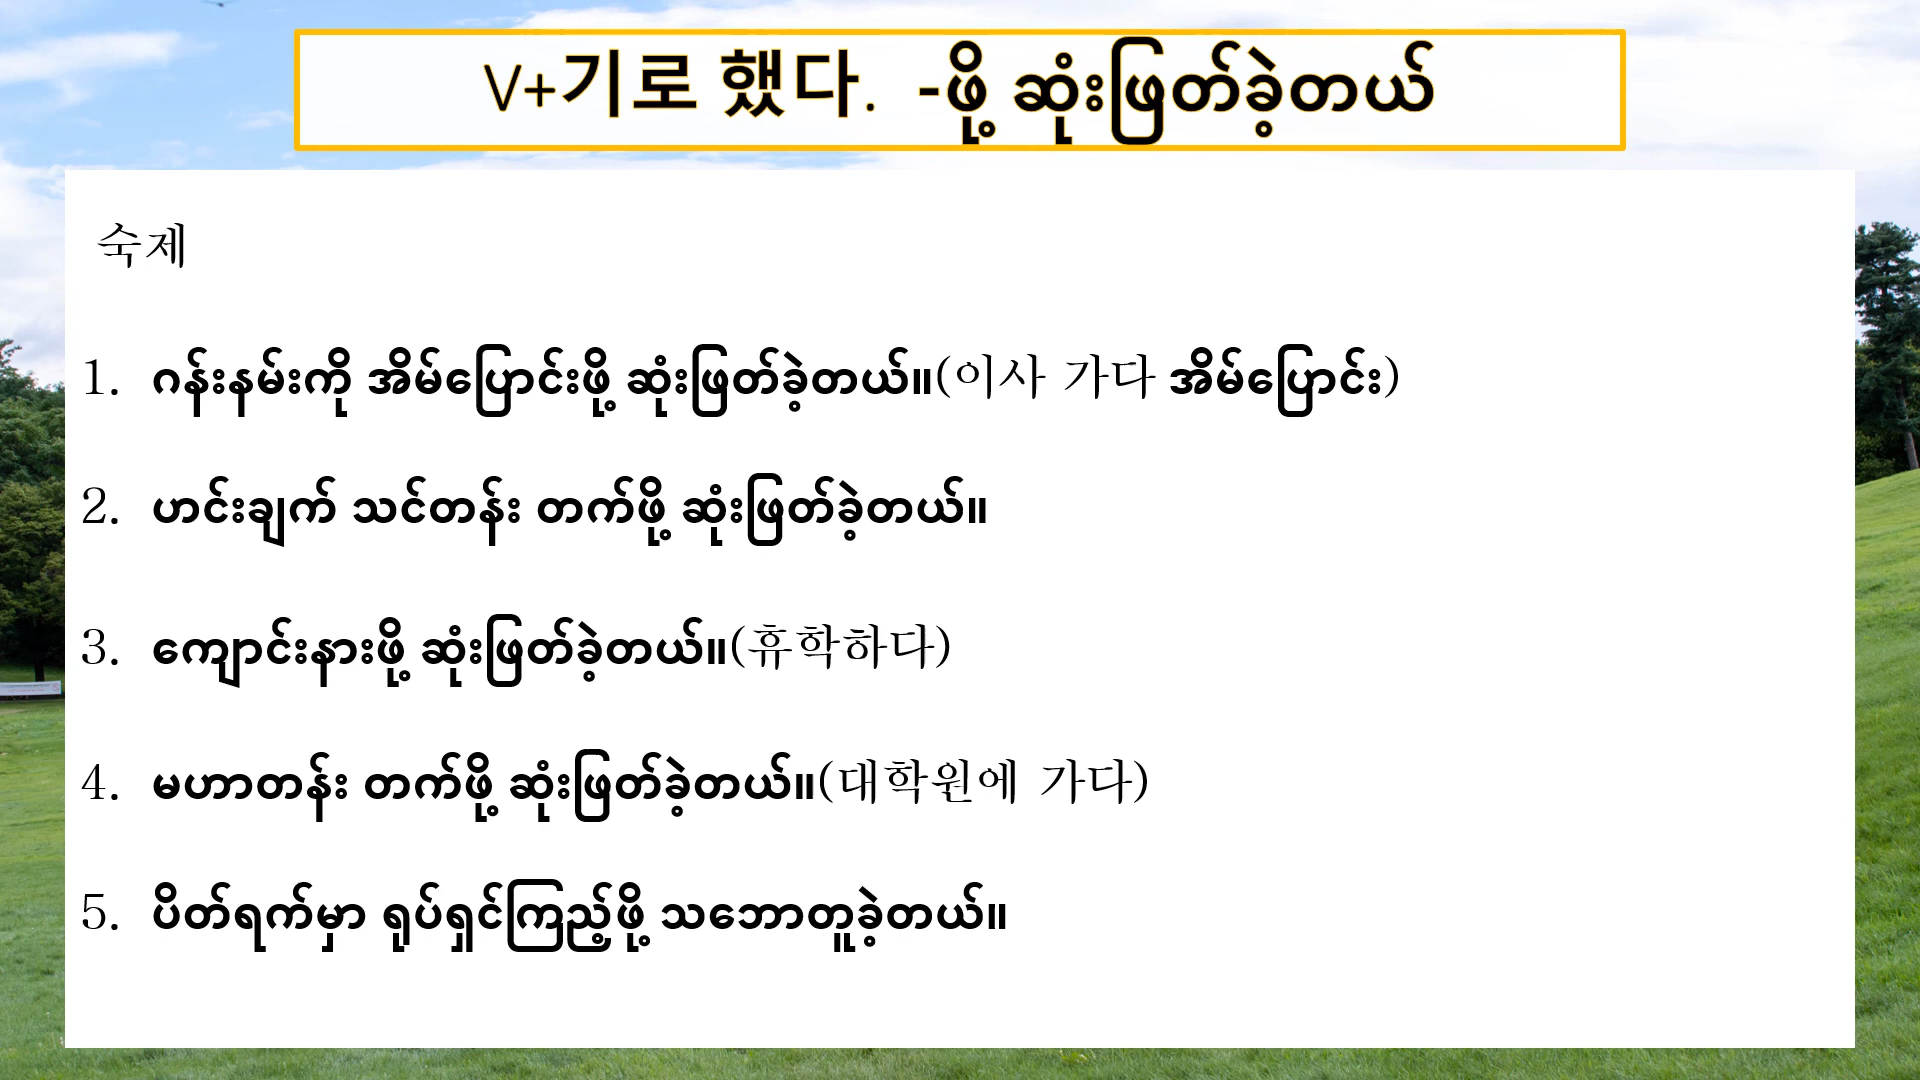 V+기로 했다.  -ဖို့ ဆုံးဖြတ်ခဲ့တယ်
숙제
1. ဂန်းနမ်းကို အိမ်ပြောင်းဖို့ ဆုံးဖြတ်ခဲ့တယ်။(이사 가다 အိမ်ပြောင်း)
2. ဟင်းချက် သင်တန်း တက်ဖို့ ဆုံးဖြတ်ခဲ့တယ်။
3. ကျောင်းနားဖို့ ဆုံးဖြတ်ခဲ့တယ်။(휴학하다)
4. မဟာတန်း တက်ဖို့ ဆုံးဖြတ်ခဲ့တယ်။(대학원에 가다)
5. ပိတ်ရက်မှာ ရုပ်ရှင်ကြည့်ဖို့ သဘောတူခဲ့တယ်။